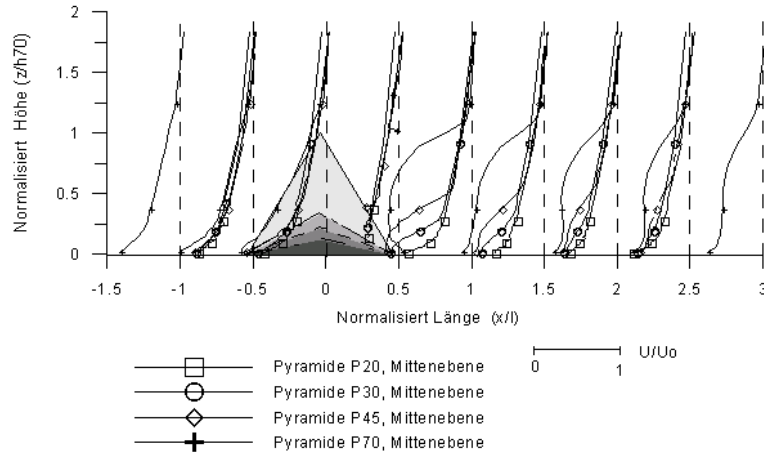 2
1.5
1
0.5
0
Normalisiert Höhe (z/h70)
-1.5 -1 -0.5 0 0.5 1 1.5 2 2.5 3
Normalisiert Länge (x/l)
Pyramide P20, Mittenebene
Pyramide P30, Mittenebene
Pyramide P45, Mittenebene
Pyramide P70, Mittenebene
U/Uo
0 1